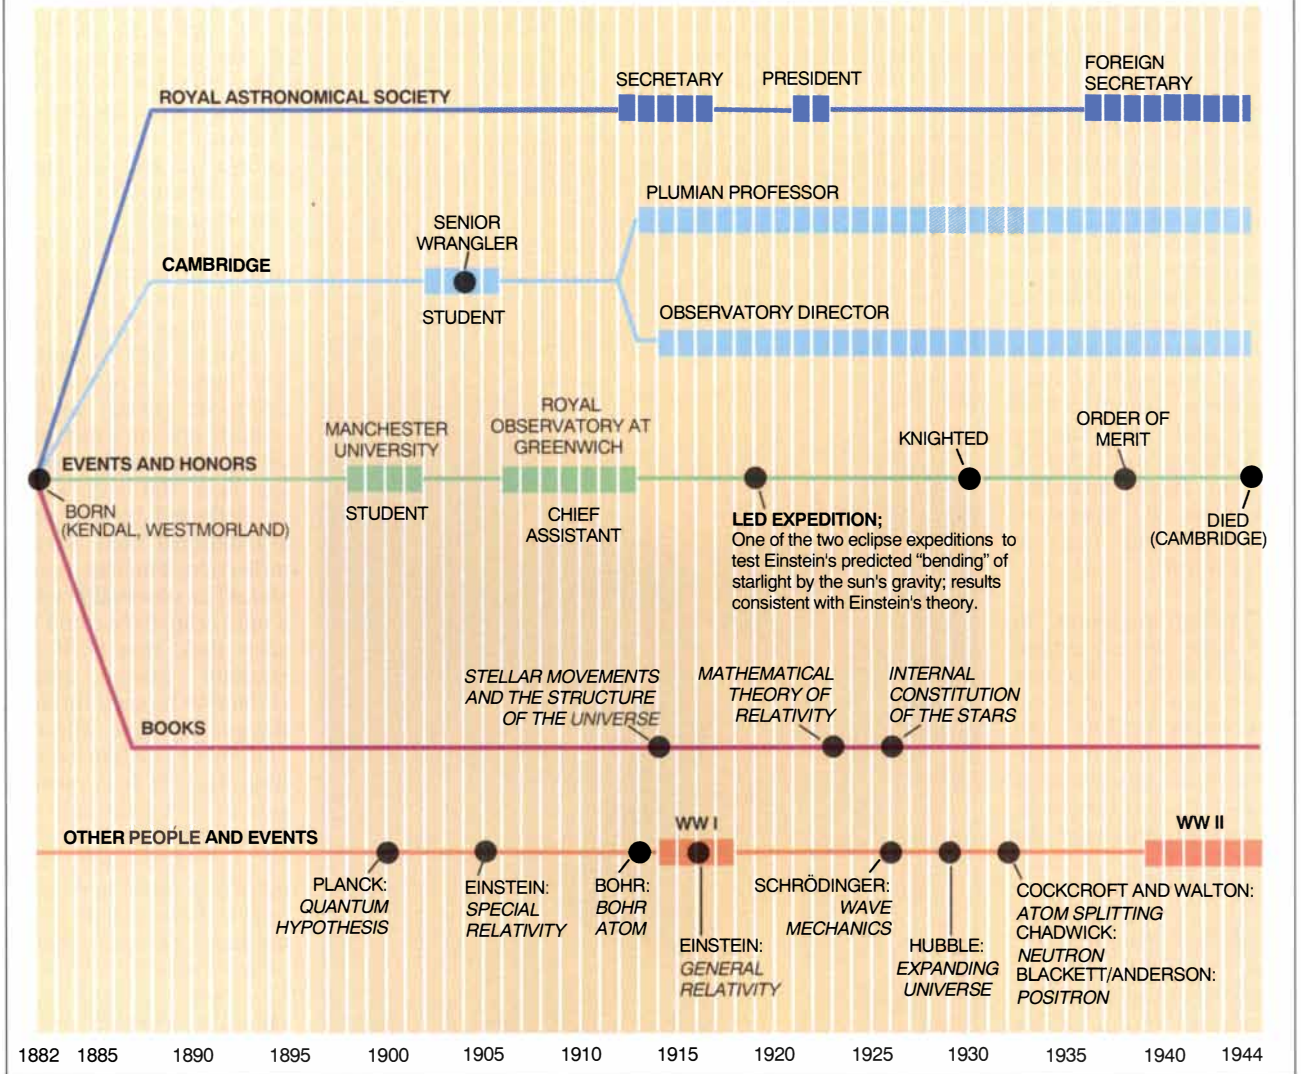 SECRETARY
PRESIDENT
FOREIGN
SECRETARY
ROYAL ASTRONOMICAL SOCIETY
PLUMIAN PROFESSOR
SENIOR
WRANGLER
CAMBRIDGE
STUDENT
OBSERVATORY DIRECTOR
MANCHESTER
UNIVERSITY
ROYAL
OBSERVATORY AT
GREENWICH
KNIGHTED
ORDER OF
MERIT
EVENTS AND HONORS
BORN
(KENDAL, WESTMORLAND)
STUDENT
CHIEF
ASSISTANT
LED EXPEDITION;
One of the two eclipse expeditions to
test Einstein's predicted “bending” of
starlight by the sun's gravity; results
consistent with Einstein's theory.
DIED
(CAMBRIDGE)
STELLAR MOVEMENTS
AND THE STRUCTURE
OF THE UNIVERSE
MATHEMATICAL
THEORY OF
RELATIVITY
INTERNAL
CONSTITUTION
OF THE STARS
BOOKS
OTHER PEOPLE AND EVENTS
WW I
WW II
PLANCK:
QUANTUM
HYPOTHESIS
EINSTEIN:
SPECIAL
RELATIVITY
BOHR:
BOHR
ATOM
EINSTEIN:
GENERAL
RELATIVITY
SCHRÖDINGER:
WAVE
MECHANICS
HUBBLE:
EXPANDING
UNIVERSE
COCKCROFT AND WALTON:
ATOM SPLITTING
CHADWICK:
NEUTRON
BLACKETT/ANDERSON:
POSITRON
1882 1885 1890 1895 1900 1905 1910 1915 1920 1925 1930 1935 1940 1944